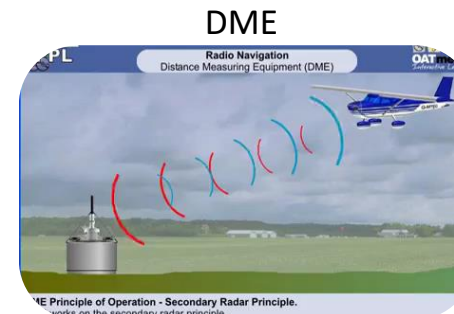 DME
PL
Radio Navigation
Distance Measuring Equipment (DME)
OAT
ME Principle of Operation - Secondary Radar Principle.
works on the secondary radar principle